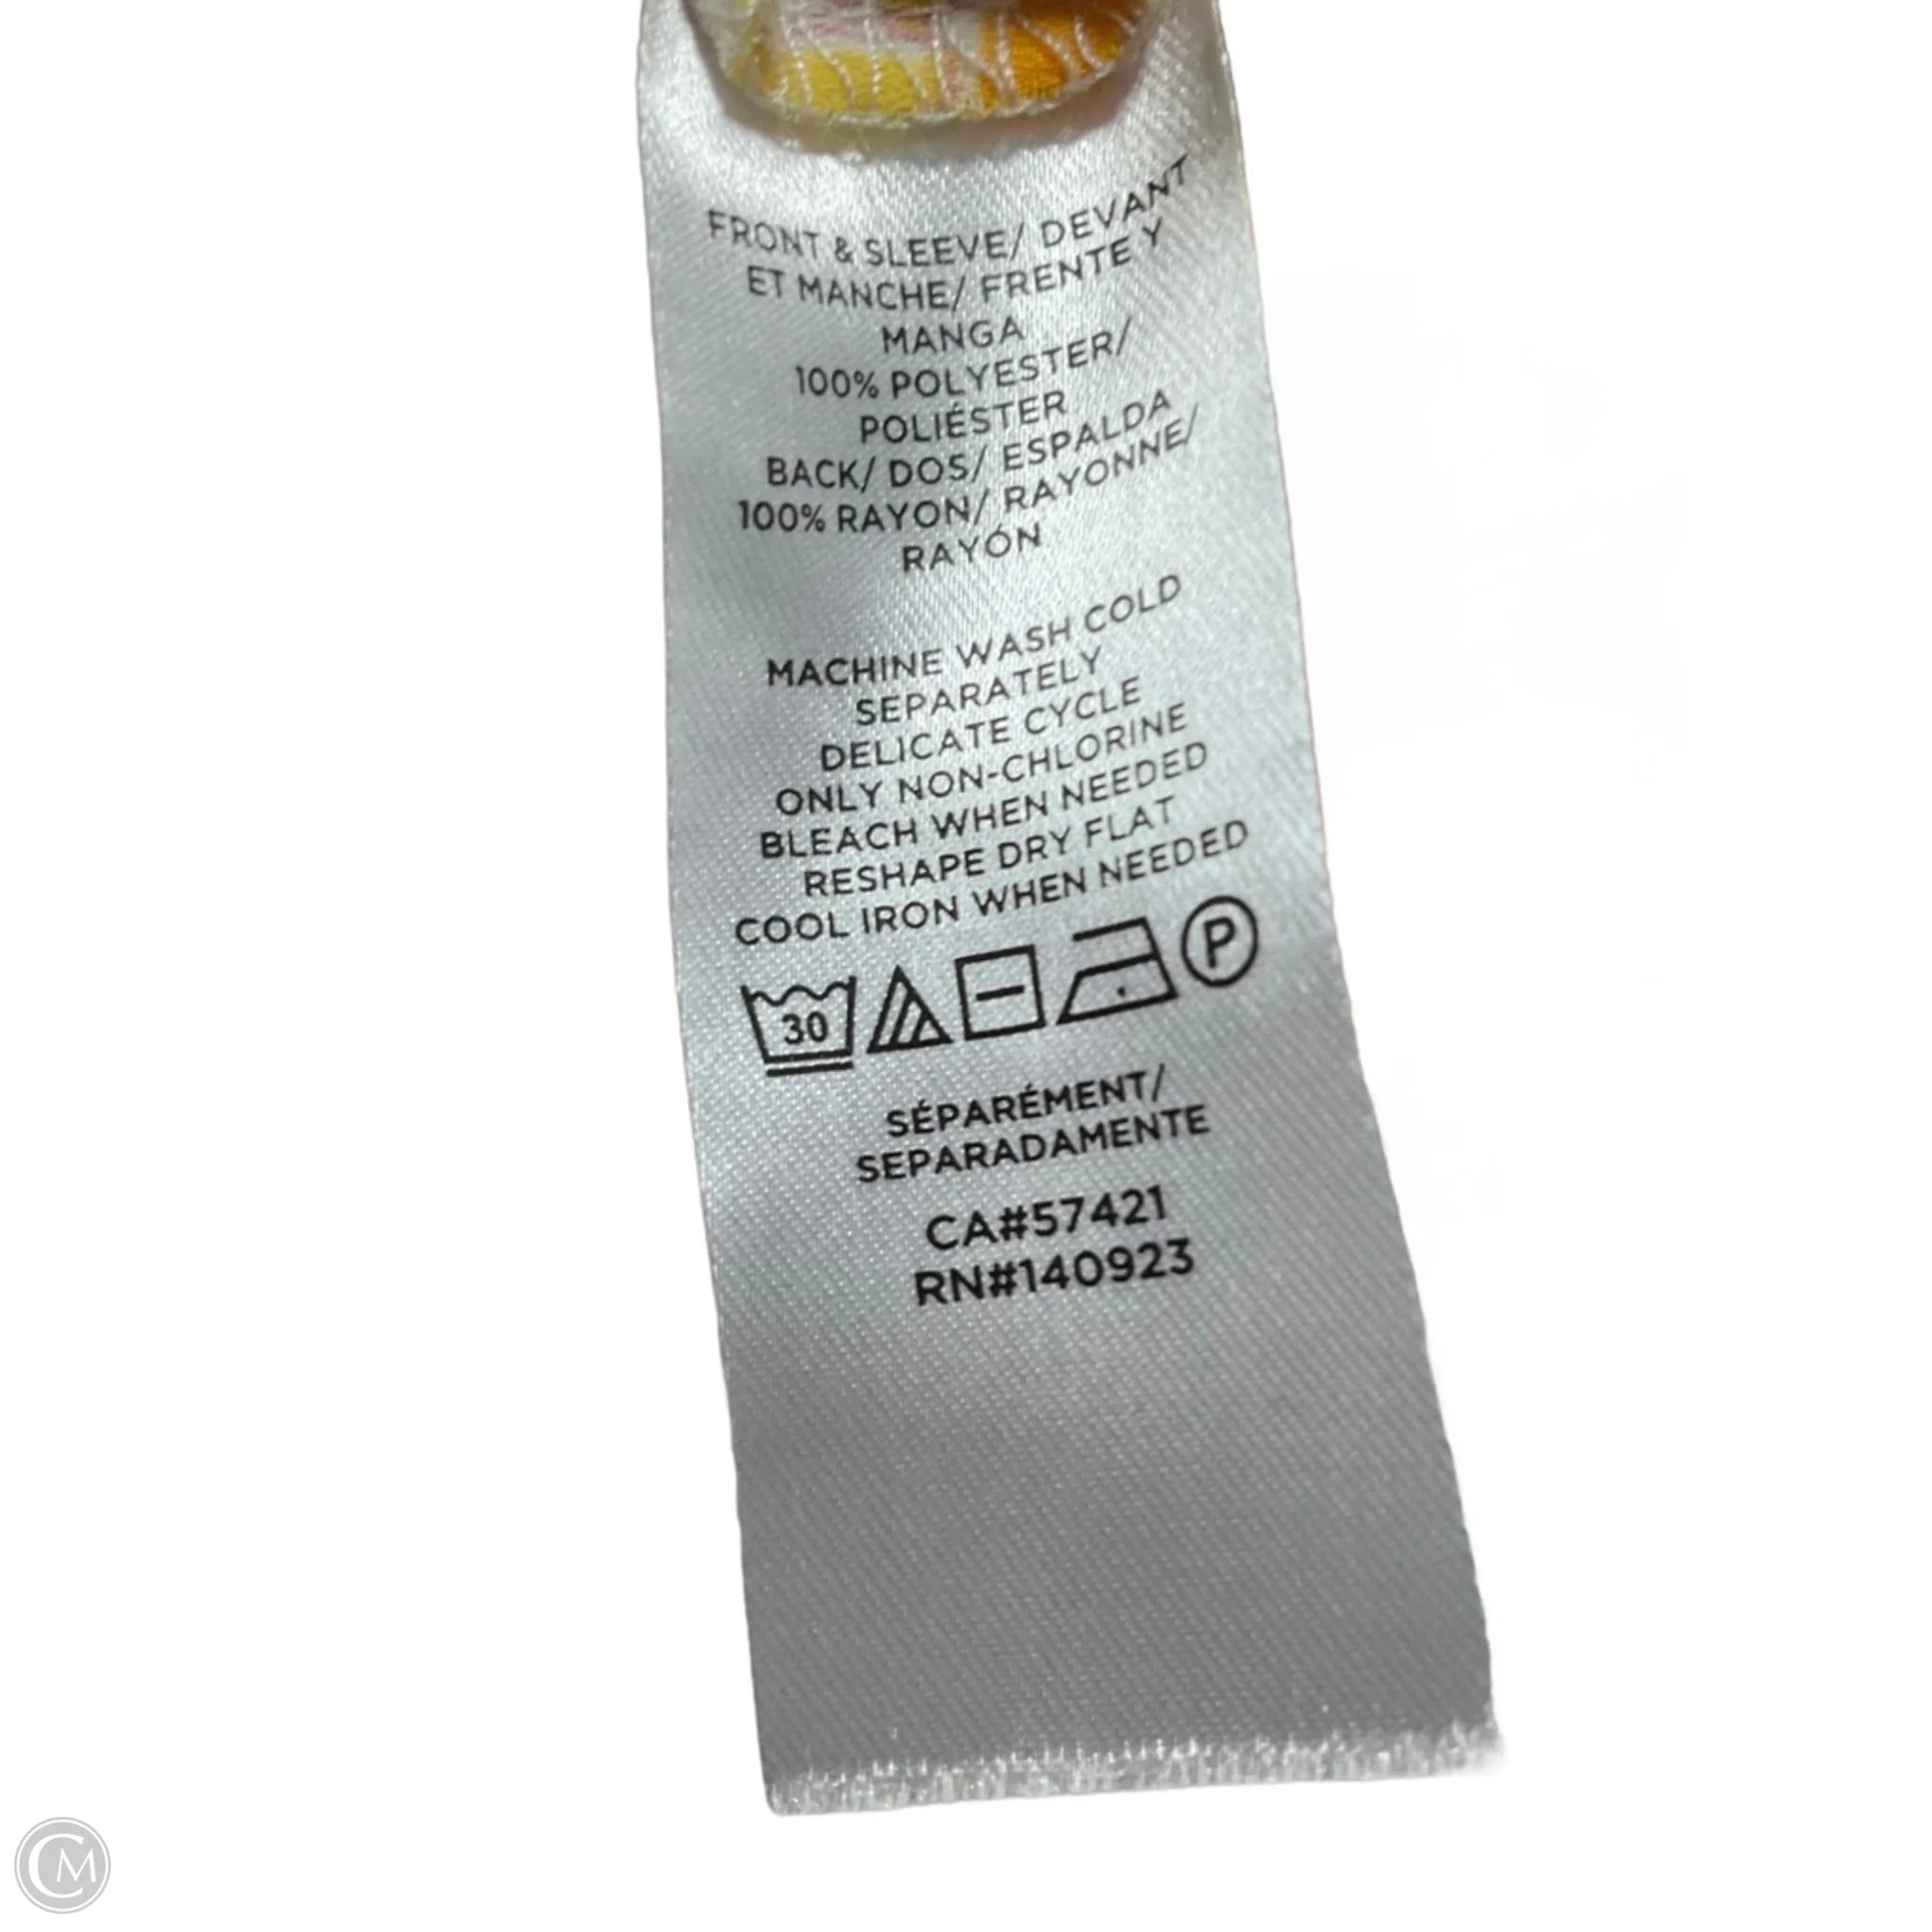 FRONT & SLEEVE/ DEVANT
ET MANCHE/ FRENTE Y
MANGA
100% POLYESTER/
POLIÉSTER
BACK/ DOS/ ESPALDA
100% RAYON/ RAYONNE/
RAYÓN
MACHINE WASH COLD
SEPARATELY
DELICATE CYCLE
ONLY NON-CHLORINE
BLEACH WHEN NEEDED
RESHAPE DRY FLAT
COOL IRON WHEN NEEDED
30 P
SÉPARÉMENT/
SEPARADAMENTE
CA#57421
RN#140923
CM